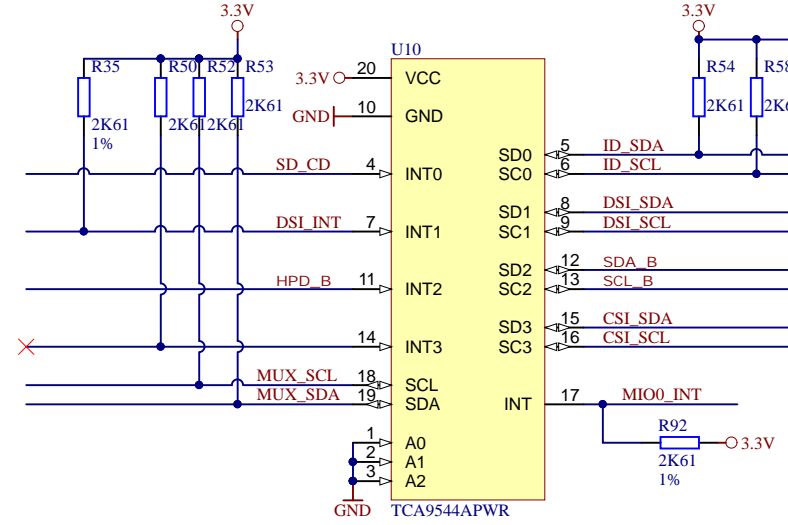 3.3V
3.3V
U10
R35
R50
R52
R53
R54
R58
3.3V
20
VCC
2K61
2K61
2K61
2K61
1%
2K61
GND
10
GND
SD_CD
4
INT0
SD0
5
ID_SDA
SC0
6
ID_SCL
DSI_INT
7
INT1
SD1
8
DSI_SDA
SC1
9
DSI_SCL
HPD_B
11
INT2
SD2
12
SDA_B
SC2
13
SCL_B
14
INT3
SD3
15
CSI_SDA
SC3
16
CSI_SCL
MUX_SCL
18
SCL
MUX_SDA
19
SDA
INT
17
MIO0_INT
1
A0
2
A1
3
A2
R92
3.3V
2K61
1%
GND
TCA9544APWR